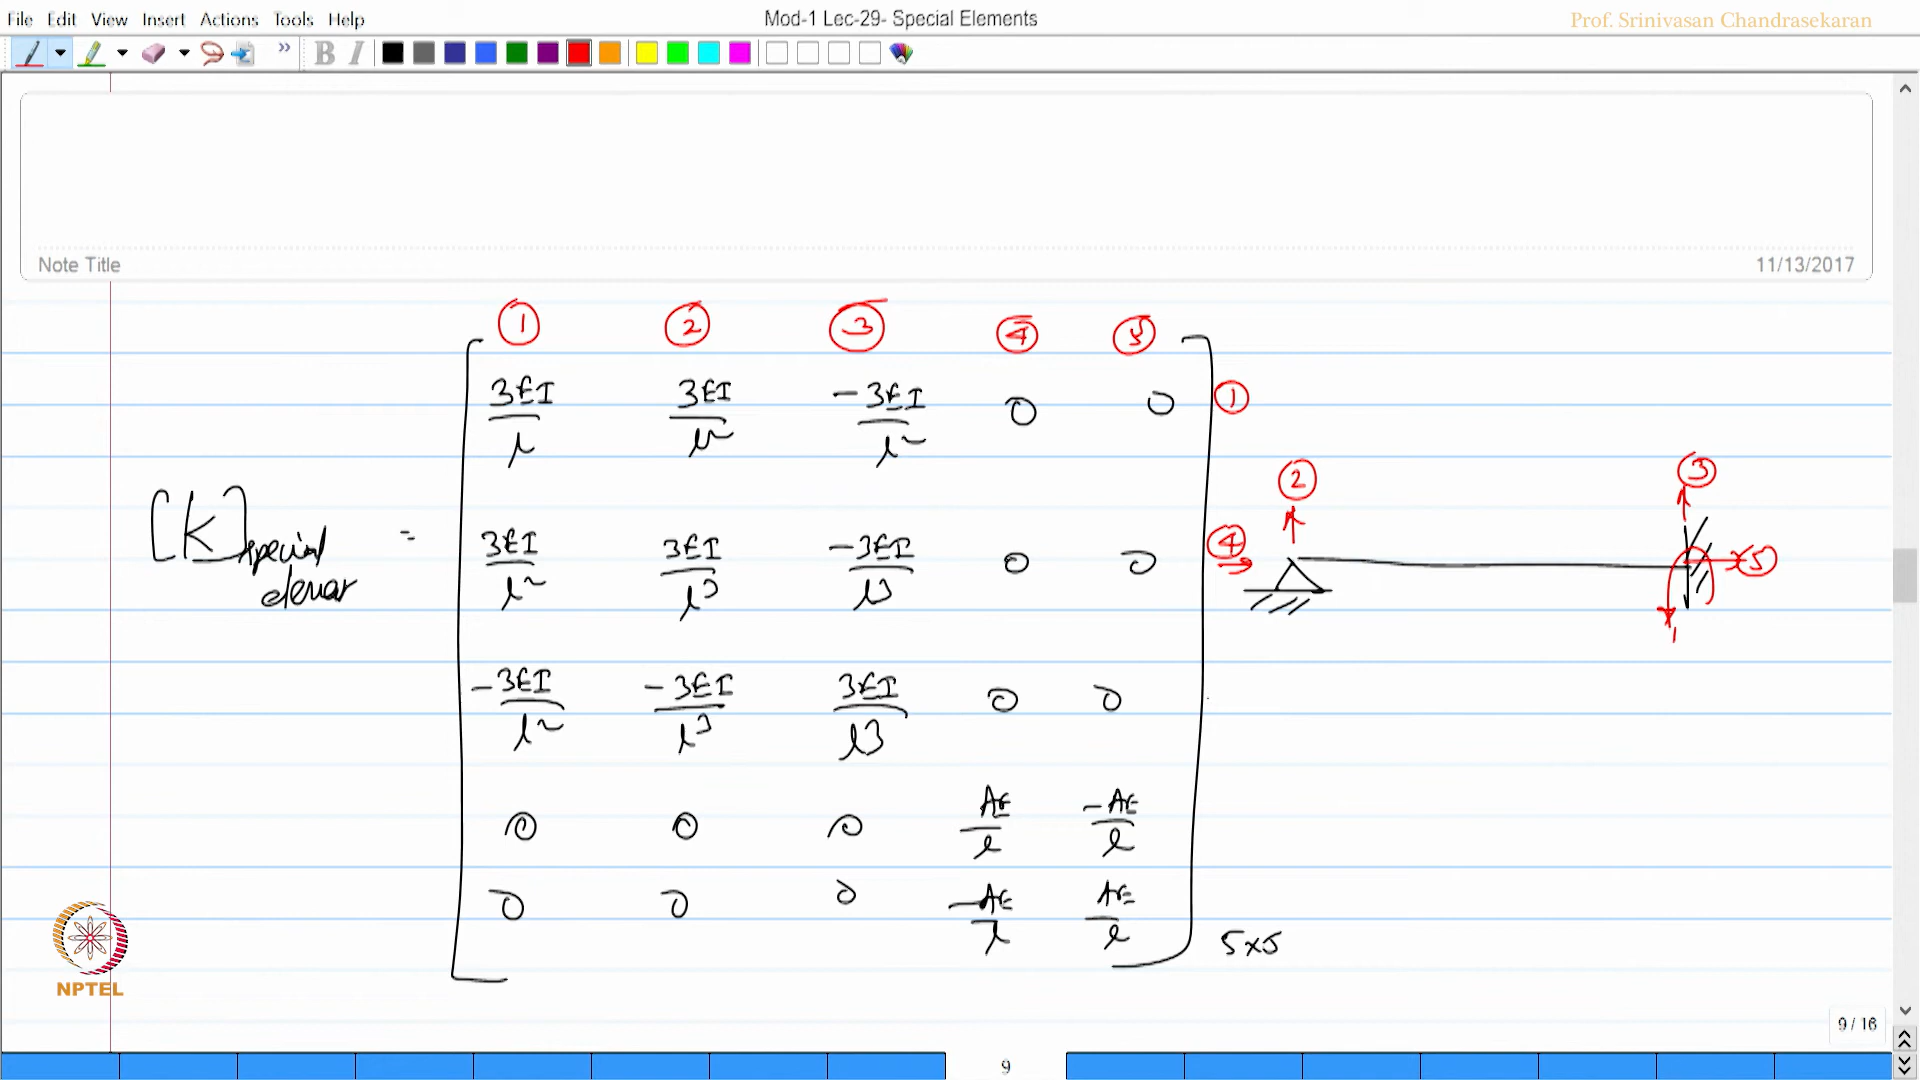 File Edit View Insert Actions Tools Help
Mod-1 Lec-29- Special Elements
Prof. Srinivasan Chandrasekaran
» B I
Note Title
11/13/2017
① ② ③ ④ ⑤
3EI/l 3EI/l² -3EI/l² 0 0 ①
[K]special =
3EI/l² 3EI/l³ -3EI/l3 0 0
-3EI/l² -3EI/l³ 3EI/l3 0 0
0 0 0 AE/l -AE/l
0 0 0 -AE/l AE/l
5x5
② ③
④ ⑤
1
NPTEL
9 / 16
9